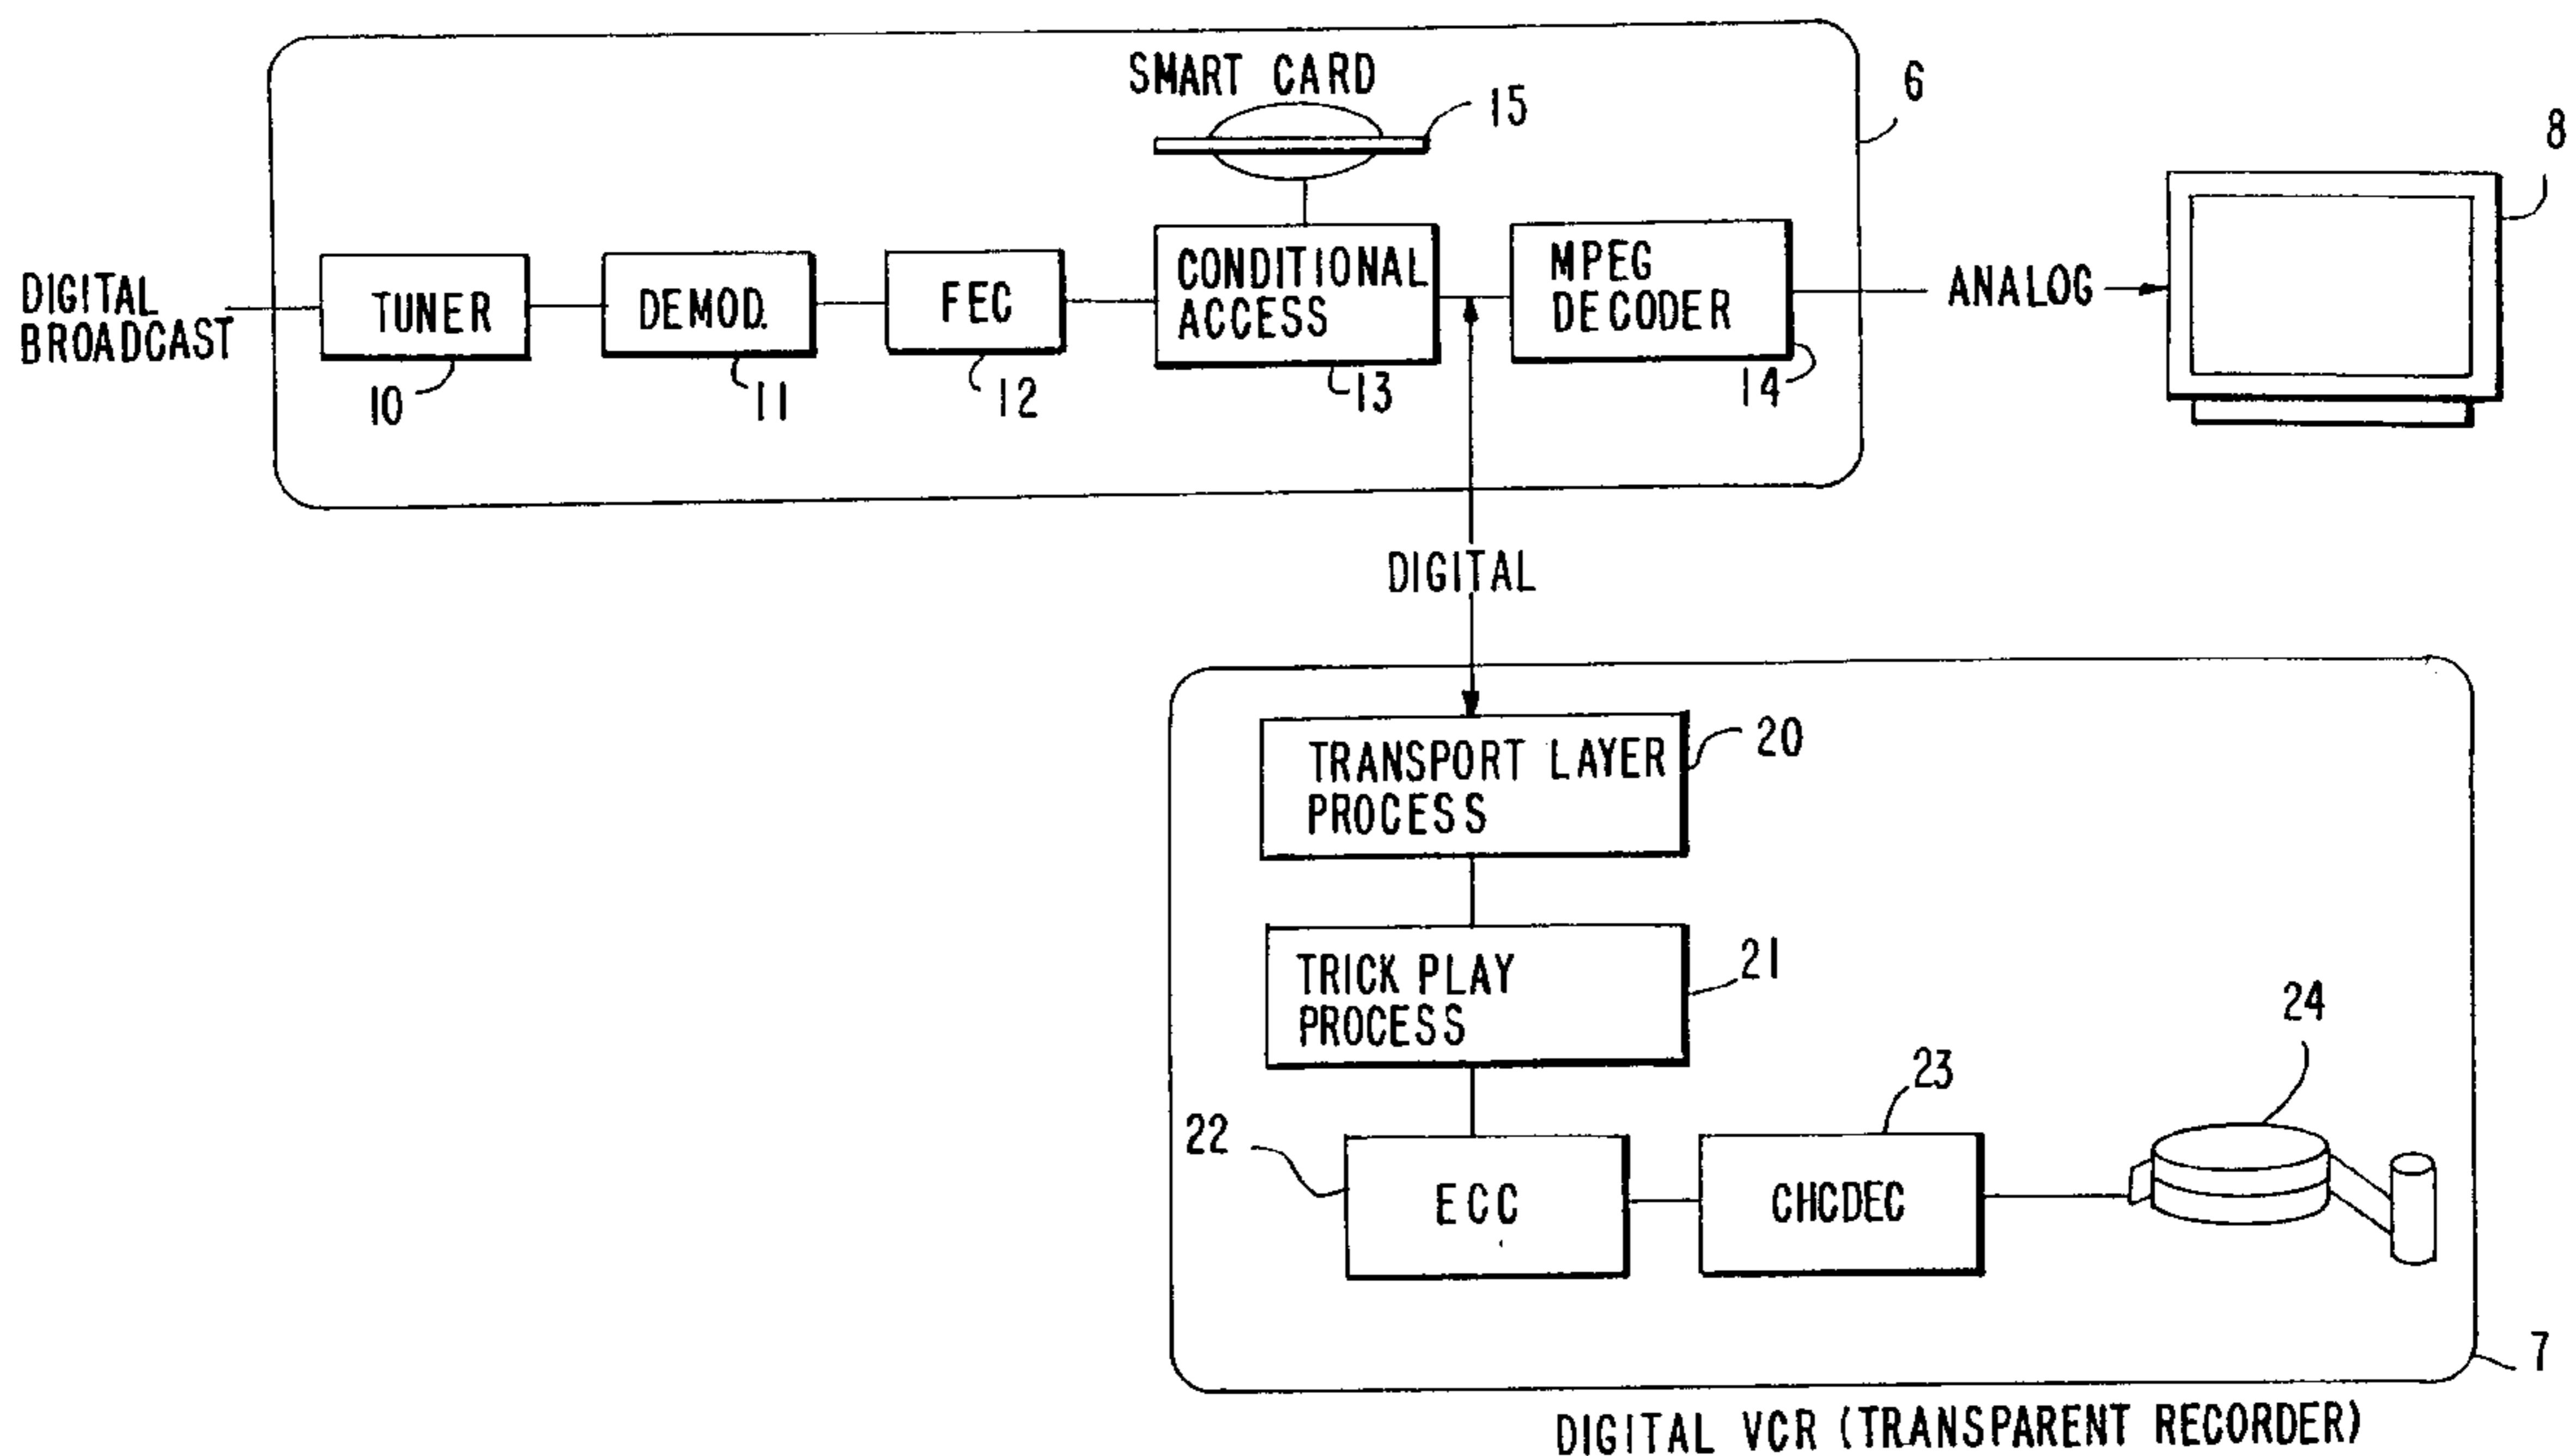 SMART CARD
15
6
8
DIGITAL
BROADCAST
TUNER
10
DEMOD.
11
FEC
12
CONDITIONAL
ACCESS
13
MPEG
DECODER
14
ANALOG
DIGITAL
TRANSPORT LAYER
PROCESS
20
TRICK PLAY
PROCESS
21
22
ECC
23
CHCDEC
24
7
DIGITAL VCR (TRANSPARENT RECORDER)